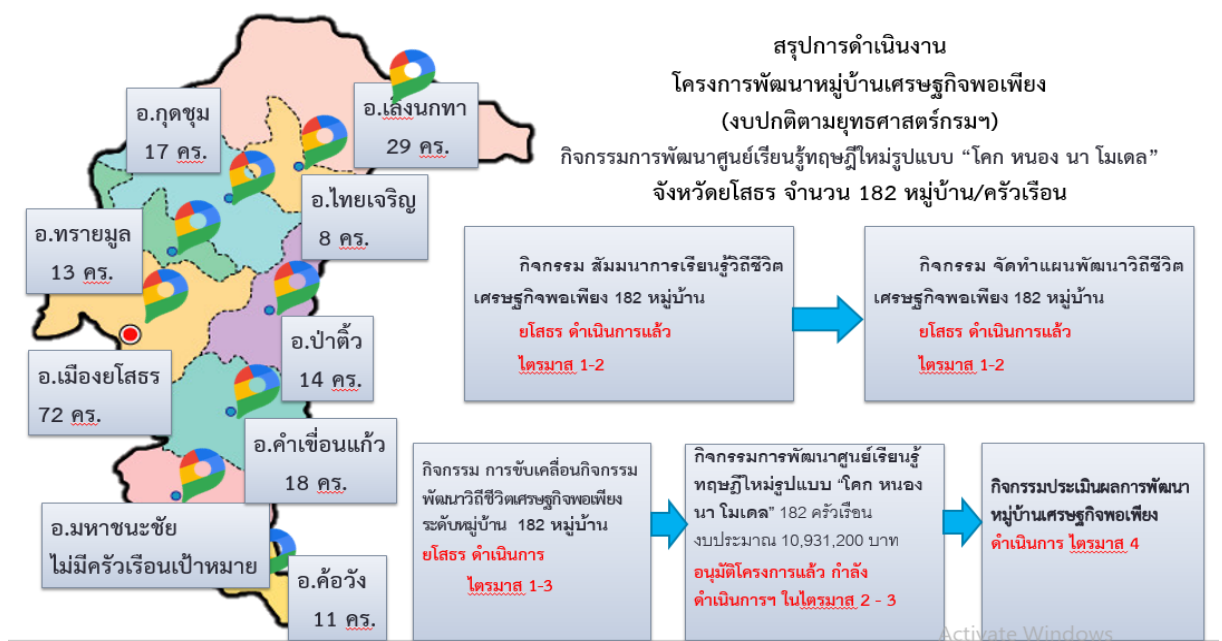 สรุปการดำเนินงาน
โครงการพัฒนาหมู่บ้านเศรษฐกิจพอเพียง
(งบปกติตามยุทธศาสตร์กรมฯ)
กิจกรรมการพัฒนาศูนย์เรียนรู้ทฤษฎีใหม่รูปแบบ “โคก หนอง นา โมเดล”
จังหวัดยโสธร จำนวน 182 หมู่บ้าน/ครัวเรือน
อ.กุดชุม
17 คร.
อ.เลิงนกทา
29 คร.
อ.ไทยเจริญ
8 คร.
อ.ทรายมูล
13 คร.
อ.ป่าติ้ว
14 คร.
อ.เมืองยโสธร
72 คร.
อ.คำเขื่อนแก้ว
18 คร.
อ.มหาชนะชัย
ไม่มีครัวเรือนเป้าหมาย
อ.ค้อวัง
11 คร.
กิจกรรม สัมมนาการเรียนรู้วิถีชีวิต
เศรษฐกิจพอเพียง 182 หมู่บ้าน
ยโสธร ดำเนินการแล้ว
ไตรมาส 1-2
กิจกรรม จัดทำแผนพัฒนาวิถีชีวิต
เศรษฐกิจพอเพียง 182 หมู่บ้าน
ยโสธร ดำเนินการแล้ว
ไตรมาส 1-2
กิจกรรม การขับเคลื่อนกิจกรรม
พัฒนาวิถีชีวิตเศรษฐกิจพอเพียง
ระดับหมู่บ้าน 182 หมู่บ้าน
ยโสธร ดำเนินการ
ไตรมาส 1-3
กิจกรรมการพัฒนาศูนย์เรียนรู้
ทฤษฎีใหม่รูปแบบ “โคก หนอง
นา โมเดล” 182 ครัวเรือน
งบประมาณ 10,931,200 บาท
อนุมัติโครงการแล้ว กำลัง
ดำเนินการฯ ในไตรมาส 2 - 3
กิจกรรมประเมินผลการพัฒนา
หมู่บ้านเศรษฐกิจพอเพียง
ดำเนินการ ไตรมาส 4
Activate Windows